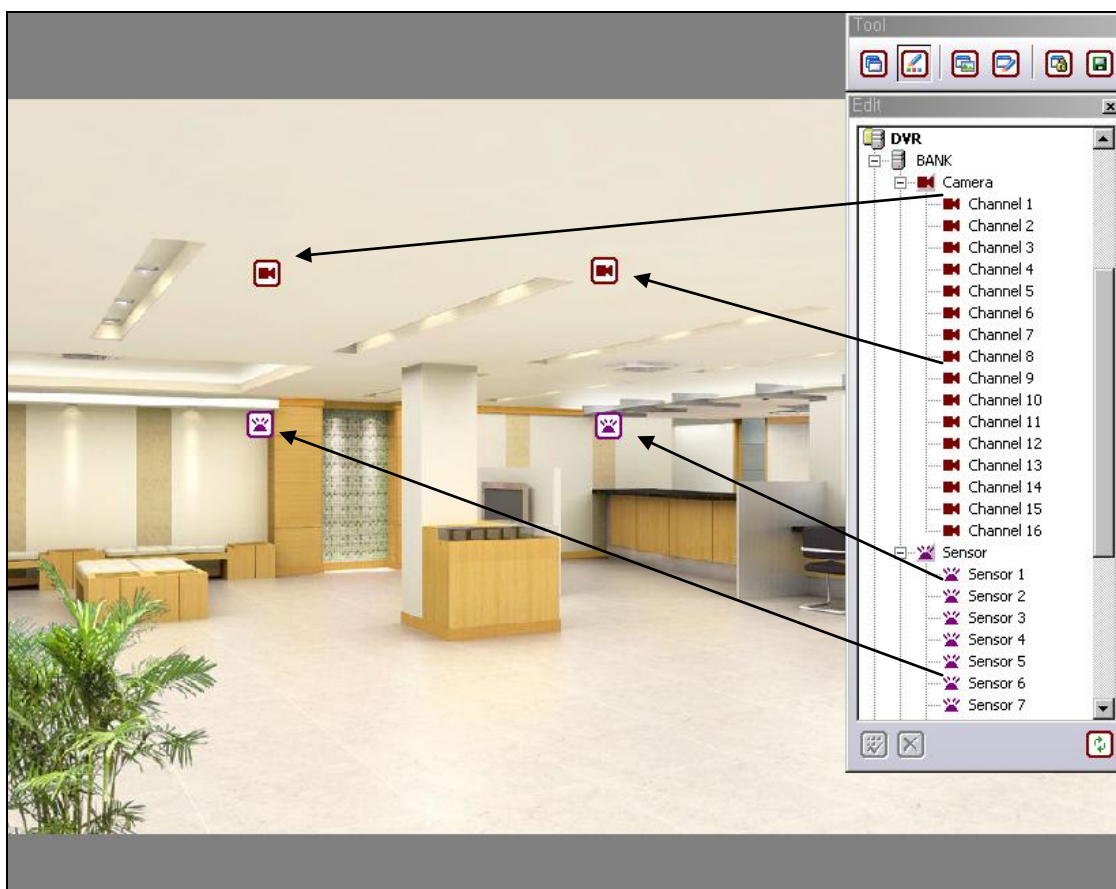 Tool
Edit
DVR
BANK
Camera
Channel 1
Channel 2
Channel 3
Channel 4
Channel 5
Channel 6
Channel 7
Channel 8
Channel 9
Channel 10
Channel 11
Channel 12
Channel 13
Channel 14
Channel 15
Channel 16
Sensor
Sensor 1
Sensor 2
Sensor 3
Sensor 4
Sensor 5
Sensor 6
Sensor 7